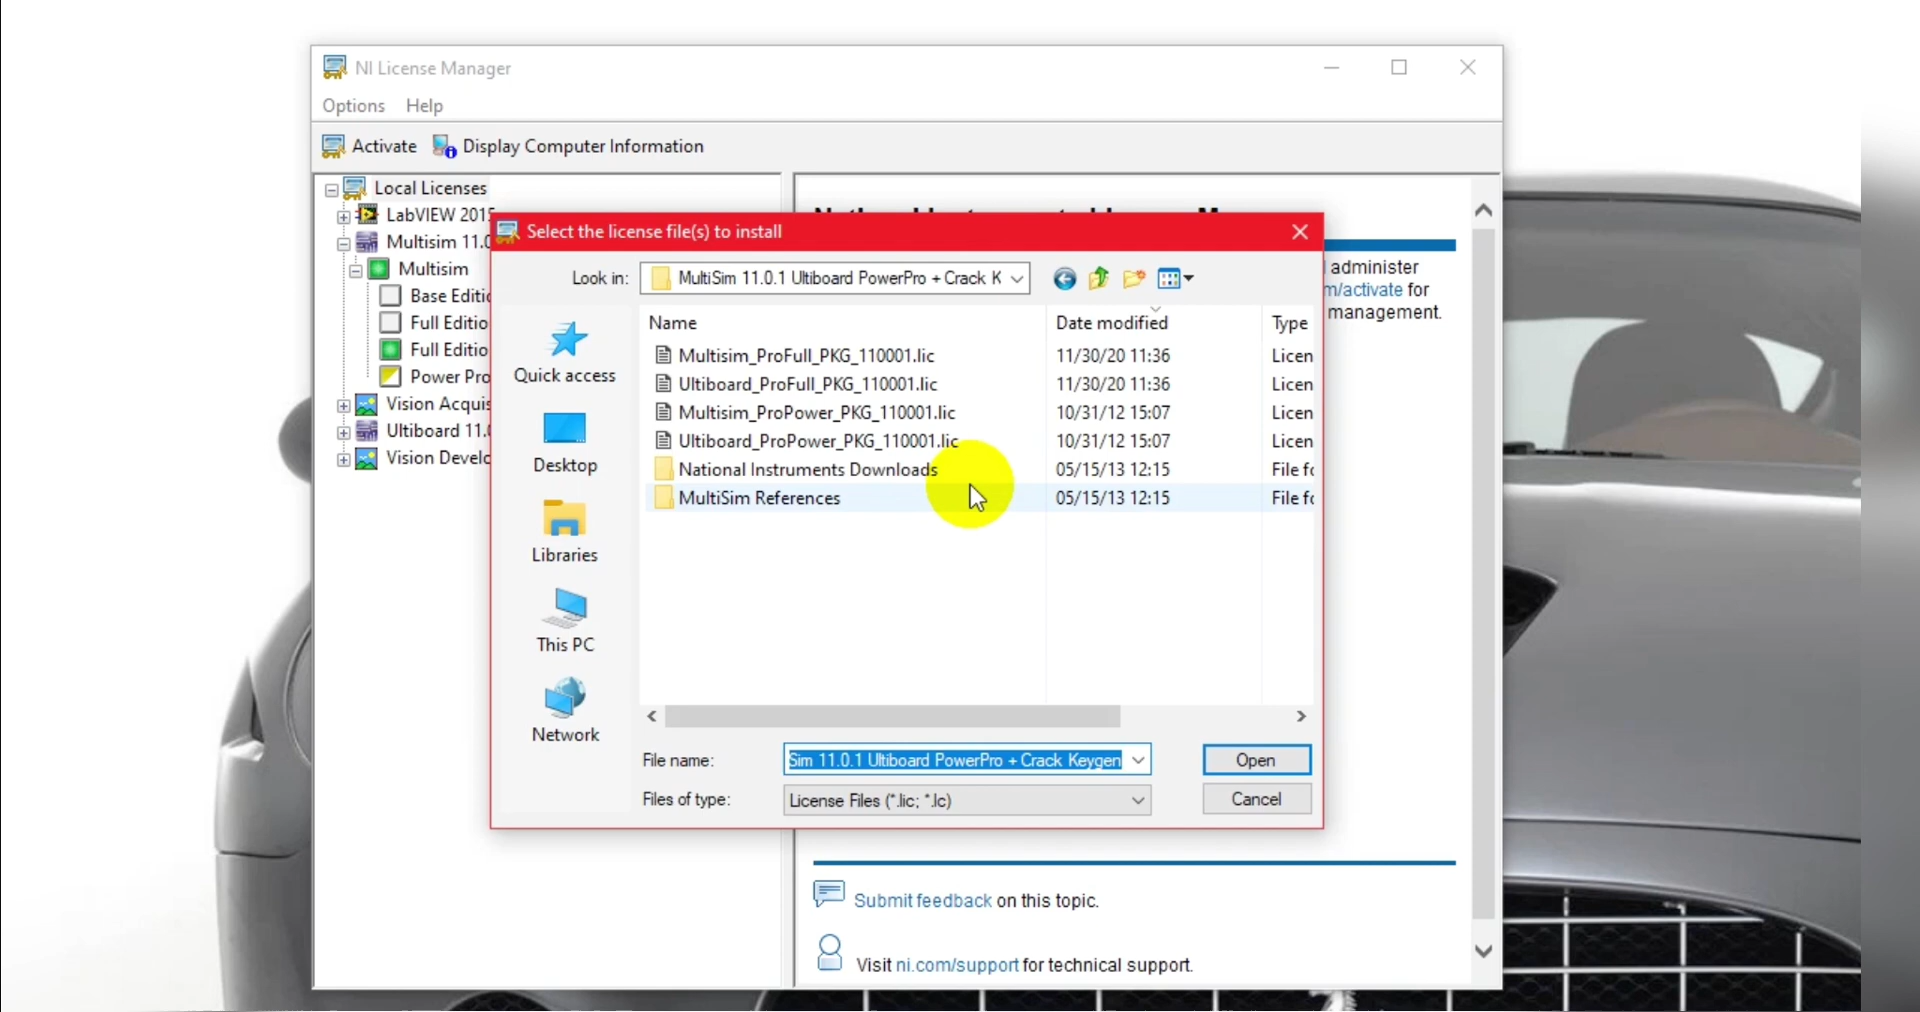 NI License Manager
Options Help
Activate Display Computer Information
Local Licenses
LabVIEW 2015
Multisim 11.0
Multisim
Base Editio
Full Editio
Full Editio
Power Pro
Vision Acquis
Ultiboard 11.0
Vision Develo
Select the license file(s) to install
Look in: MultiSim 11.0.1 Ultiboard PowerPro + Crack K
Name Date modified Type
Multisim_ProFull_PKG_110001.lic 11/30/20 11:36 Licen
Ultiboard_ProFull_PKG_110001.lic 11/30/20 11:36 Licen
Multisim_ProPower_PKG_110001.lic 10/31/12 15:07 Licen
Ultiboard_ProPower_PKG_110001.lic 10/31/12 15:07 Licen
National Instruments Downloads 05/15/13 12:15 File fo
MultiSim References 05/15/13 12:15 File fo
Quick access
Desktop
Libraries
This PC
Network
File name: Sim 11.0.1 Ultiboard PowerPro + Crack Keygen Open
Files of type: License Files (*.lic; *.lc) Cancel
administer
m/activate for
management.
Submit feedback on this topic.
Visit ni.com/support for technical support.